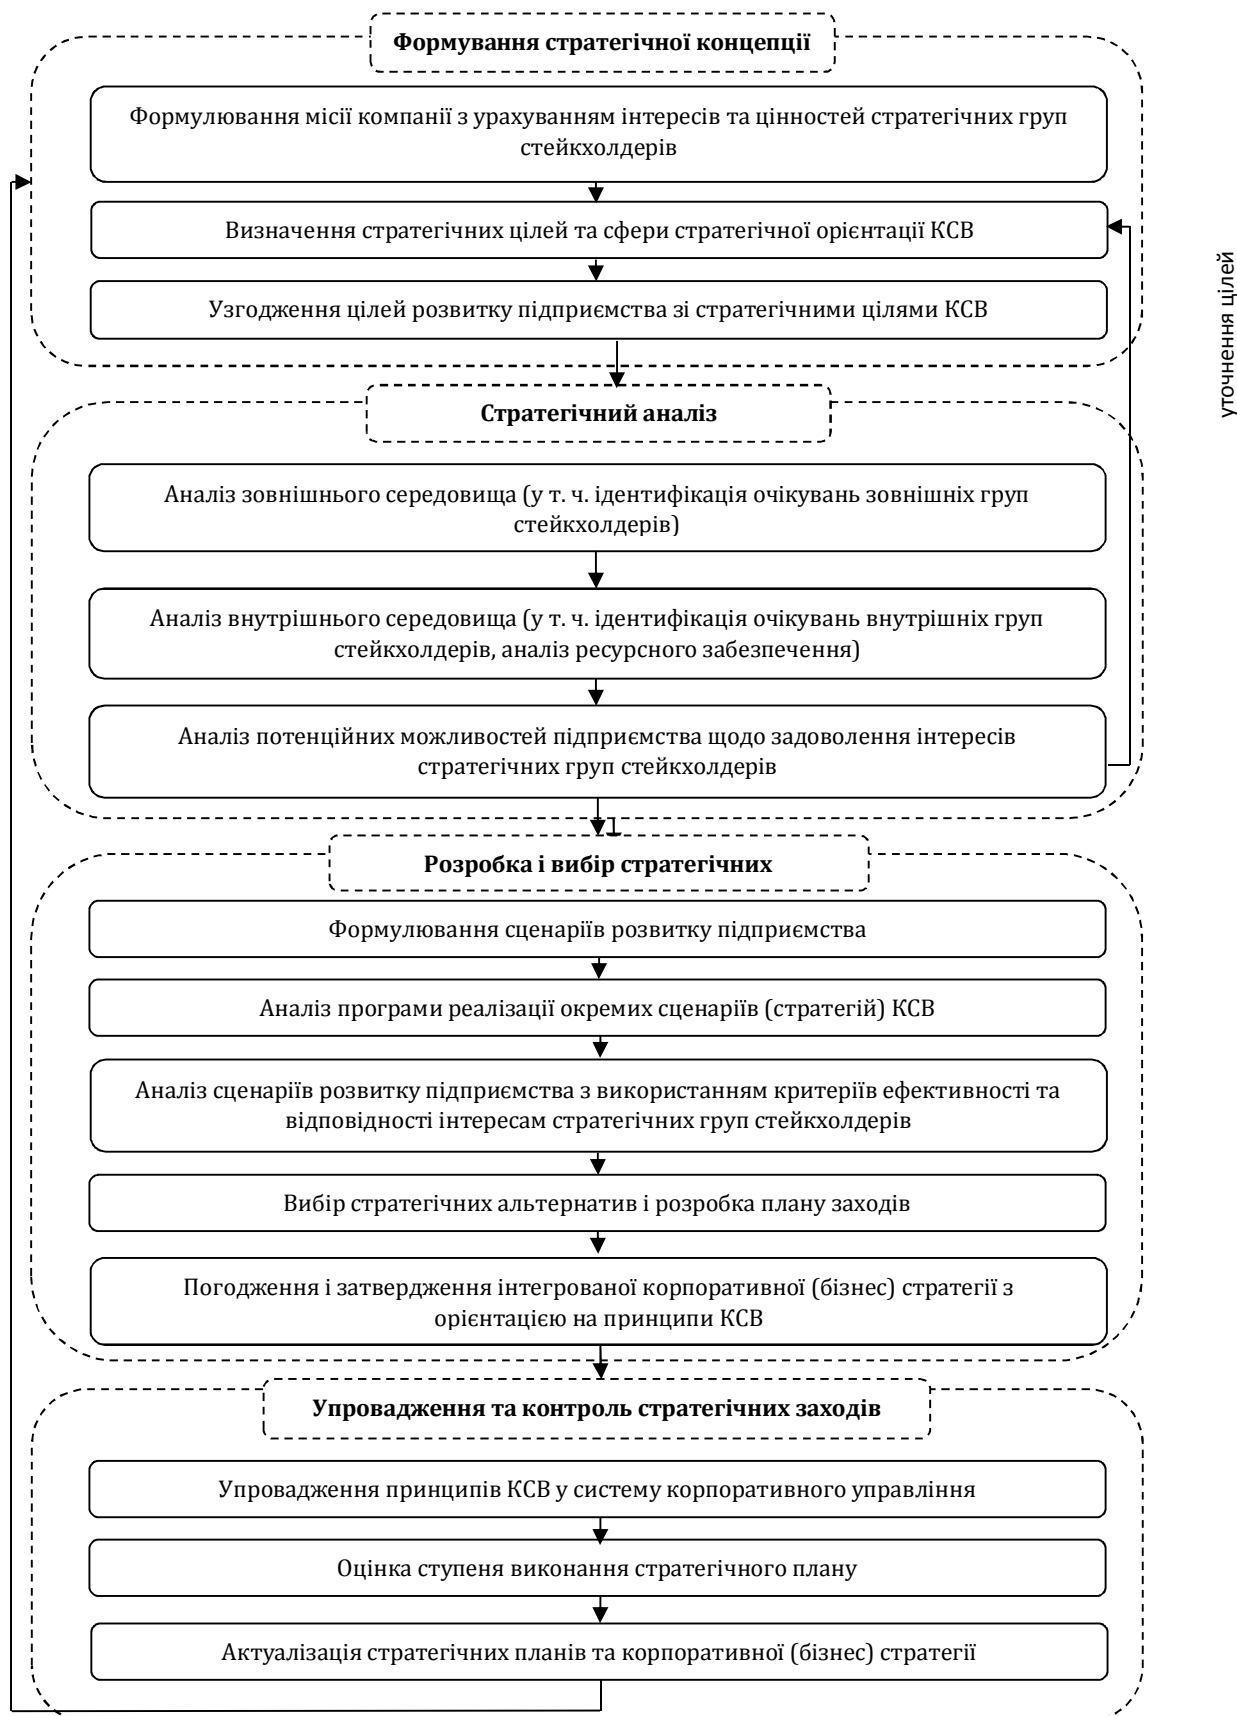 Формування стратегічної концепції
Формулювання місії компанії з урахуванням інтересів та цінностей стратегічних груп
стейкхолдерів
Визначення стратегічних цілей та сфери стратегічної орієнтації КСВ
Узгодження цілей розвитку підприємства зі стратегічними цілями КСВ
уточнення цілей
Стратегічний аналіз
Аналіз зовнішнього середовища (у т. ч. ідентифікація очікувань зовнішніх груп
стейкхолдерів)
Аналіз внутрішнього середовища (у т. ч. ідентифікація очікувань внутрішніх груп
стейкхолдерів, аналіз ресурсного забезпечення)
Аналіз потенційних можливостей підприємства щодо задоволення інтересів
стратегічних груп стейкхолдерів
Розробка і вибір стратегічних
Формулювання сценаріїв розвитку підприємства
Аналіз програми реалізації окремих сценаріїв (стратегій) КСВ
Аналіз сценаріїв розвитку підприємства з використанням критеріїв ефективності та
відповідності інтересам стратегічних груп стейкхолдерів
Вибір стратегічних альтернатив і розробка плану заходів
Погодження і затвердження інтегрованої корпоративної (бізнес) стратегії з
орієнтацією на принципи КСВ
Упровадження та контроль стратегічних заходів
Упровадження принципів КСВ у систему корпоративного управління
Оцінка ступеня виконання стратегічного плану
Актуалізація стратегічних планів та корпоративної (бізнес) стратегії